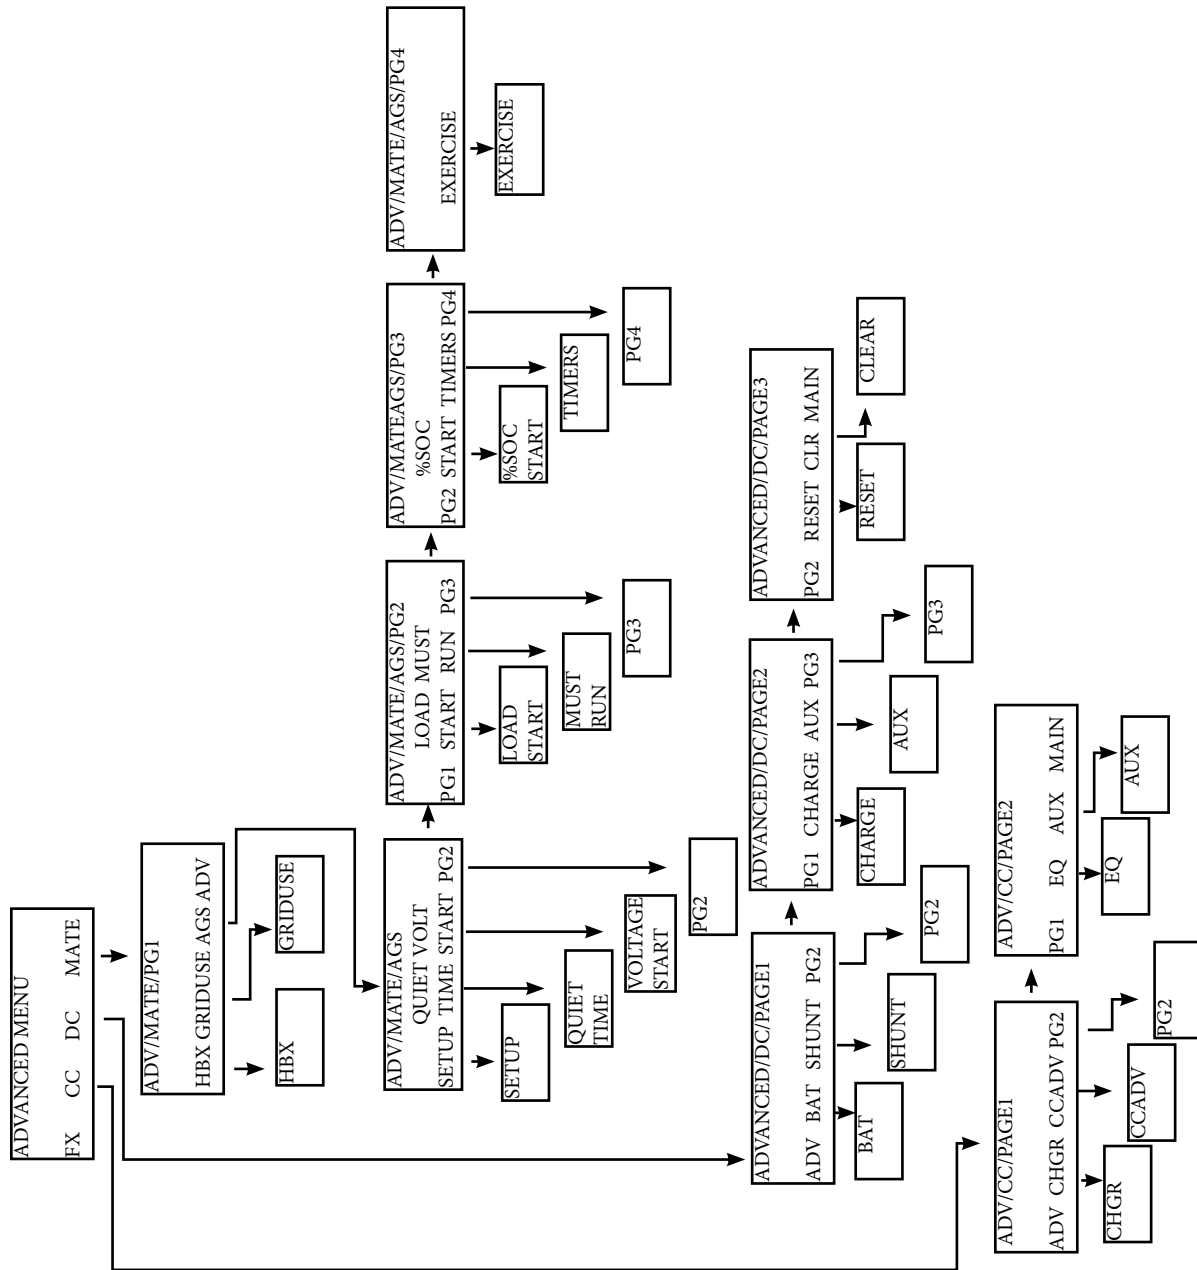 ADVANCED MENU
FX CC DC MATE
ADV/MATE/PG1
HBX GRIDUSE AGS ADV
HBX
GRIDUSE
ADV/MATE/AGS
QUIET VOLT
SETUP TIME START PG2
SETUP
QUIET
TIME
VOLTAGE
START
PG2
ADV/MATE/AGS/PG2
LOAD MUST
PG1 START RUN PG3
LOAD
START
MUST
RUN
PG3
ADV/MATEAGS/PG3
%SOC
PG2 START TIMERS PG4
%SOC
START
TIMERS
PG4
ADV/MATE/AGS/PG4
EXERCISE
EXERCISE
ADVANCED/DC/PAGE1
ADV BAT SHUNT PG2
BAT
SHUNT
PG2
ADVANCED/DC/PAGE2
PG1 CHARGE AUX PG3
CHARGE
AUX
PG3
ADVANCED/DC/PAGE3
PG2 RESET CLR MAIN
RESET
CLEAR
ADV/CC/PAGE1
ADV CHGR CCADV PG2
CHGR
CCADV
PG2
ADV/CC/PAGE2
PG1 EQ AUX MAIN
EQ
AUX